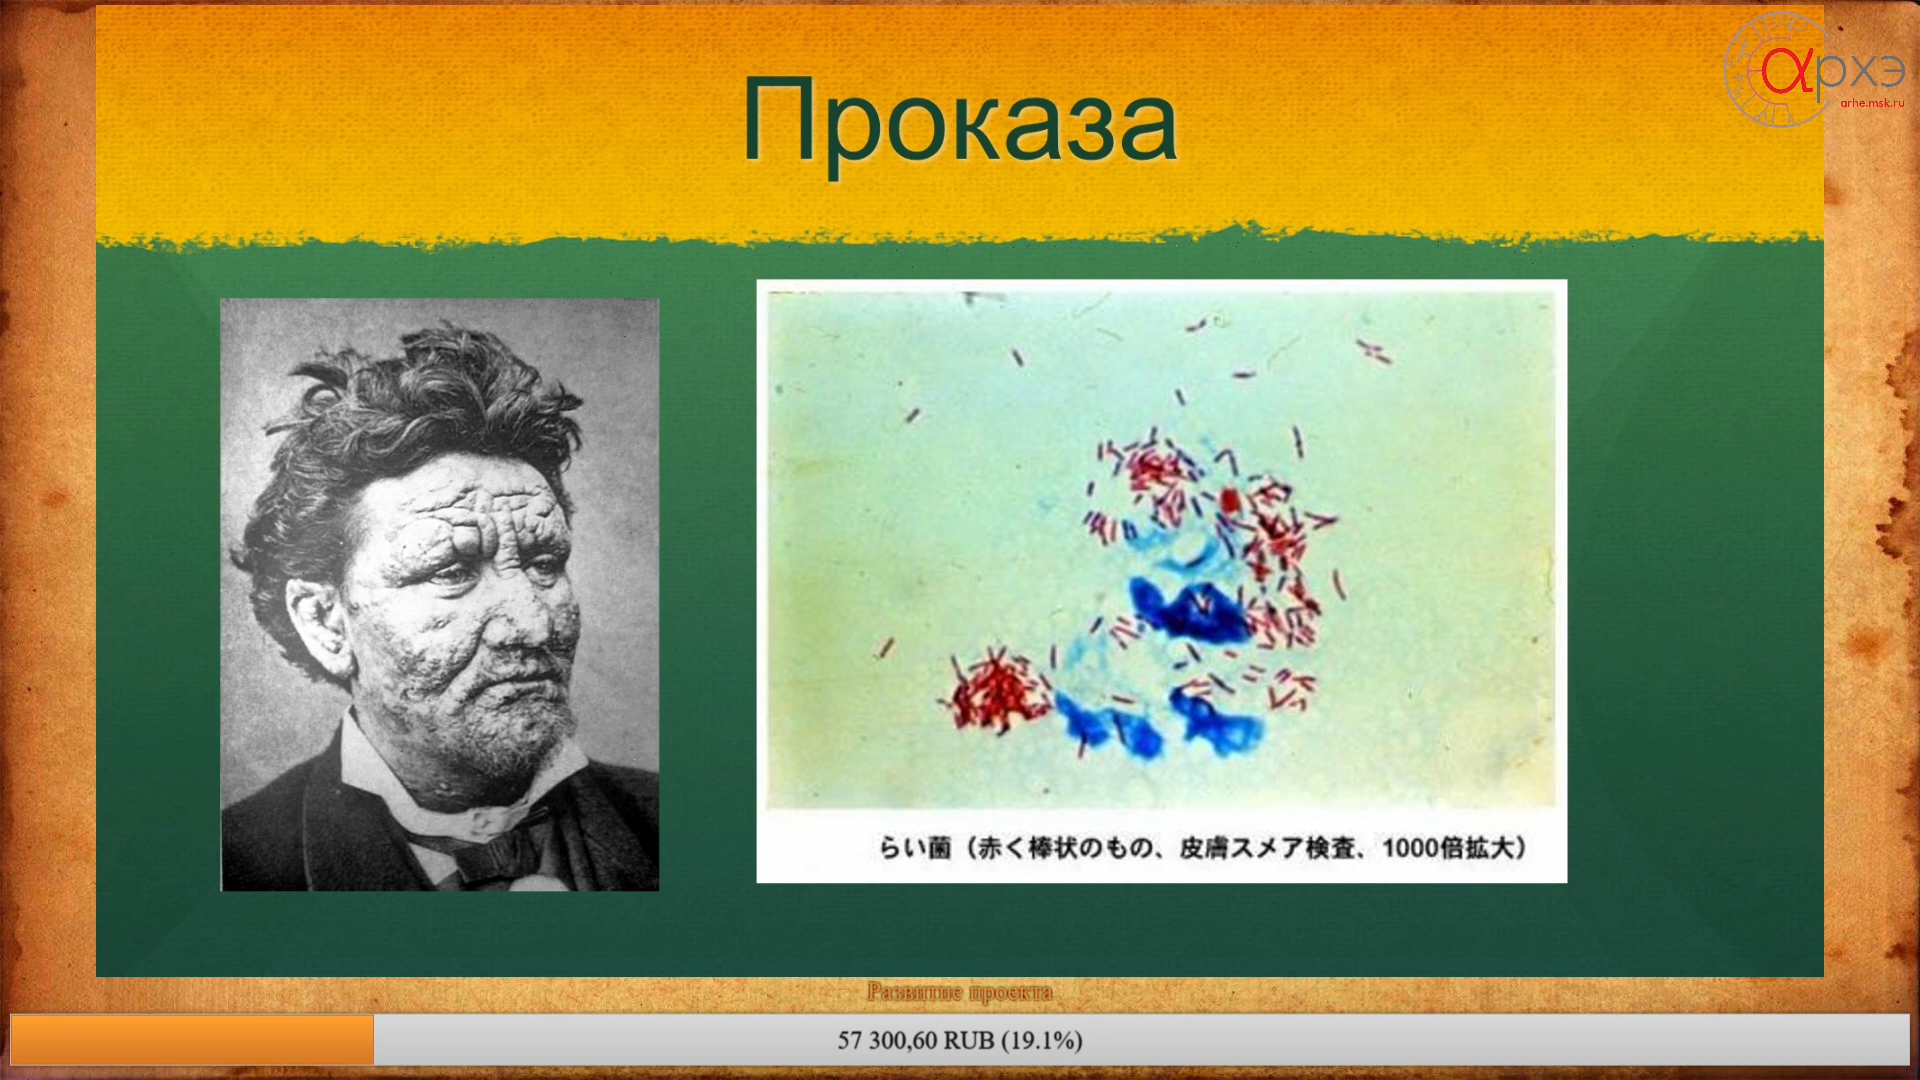 αрхэ
arhe.msk.ru
Проказа
らい菌（赤く棒状のもの、皮膚スメア検査、1000倍拡大）
Развитие проекта
57 300,60 RUB (19.1%)